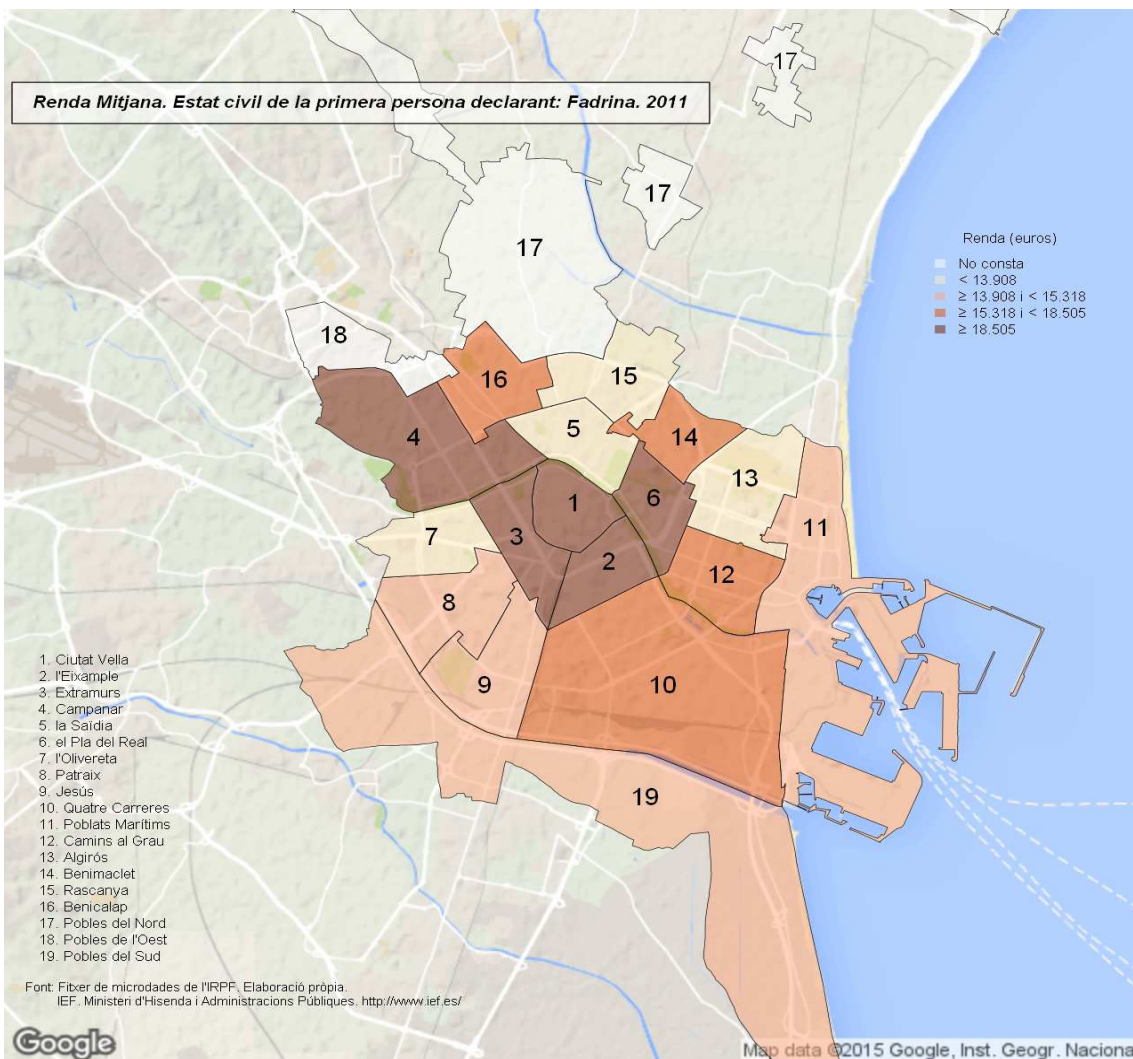 17
Renda Mitjana. Estat civil de la primera persona declarant: Fadrina. 2011
17
17
Renda (euros)
No consta
< 13.908
≥ 13.908 i < 15.318
≥ 15.318 i < 18.505
≥ 18.505
18
16
15
4
5
14
13
6
1
3
11
7
2
12
8
9
10
19
1. Ciutat Vella
2. l'Eixample
3. Extramurs
4. Campanar
5. la Saïdia
6. el Pla del Real
7. l'Olivereta
8. Patraix
9. Jesús
10. Quatre Carreres
11. Poblats Marítims
12. Camins al Grau
13. Algirós
14. Benimaclet
15. Rascanya
16. Benicalap
17. Pobles del Nord
18. Pobles de l'Oest
19. Pobles del Sud
Font: Fitxer de microdades de l'IRPF. Elaboració pròpia.
IEF. Ministeri d'Hisenda i Administracions Públiques. http://www.ief.es/
Google
Map data ©2015 Google, Inst. Geogr. Naciona